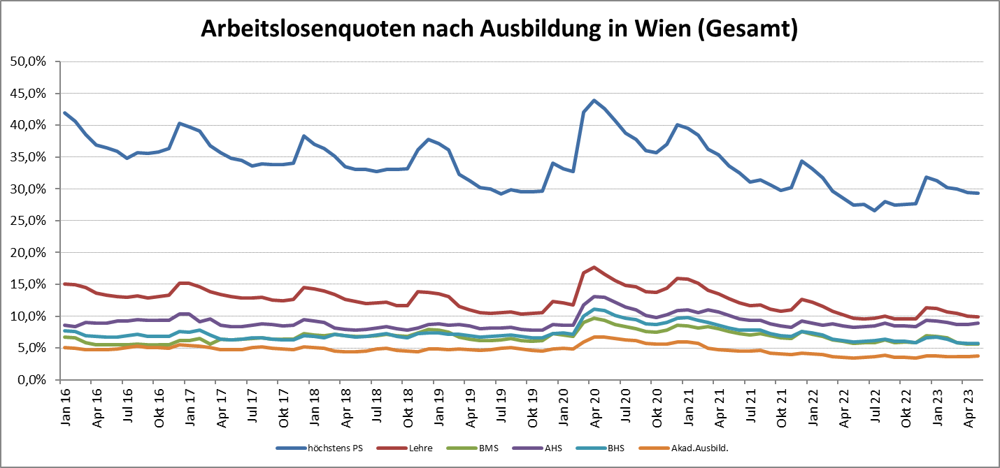 Arbeitslosenquoten nach Ausbildung in Wien (Gesamt)
50,0%
45,0%
40,0%
35,0%
30,0%
25,0%
20,0%
15,0%
10,0%
5,0%
0,0%
Jan 16
Apr 16
Jul 16
Okt 16
Jan 17
Apr 17
Jul 17
Okt 17
Jan 18
Apr 18
Jul 18
Okt 18
Jan 19
Apr 19
Jul 19
Okt 19
Jan 20
Apr 20
Jul 20
Okt 20
Jan 21
Apr 21
Jul 21
Okt 21
Jan 22
Apr 22
Jul 22
Okt 22
Jan 23
Apr 23
höchstens PS Lehre BMS AHS BHS Akad.Ausbild.